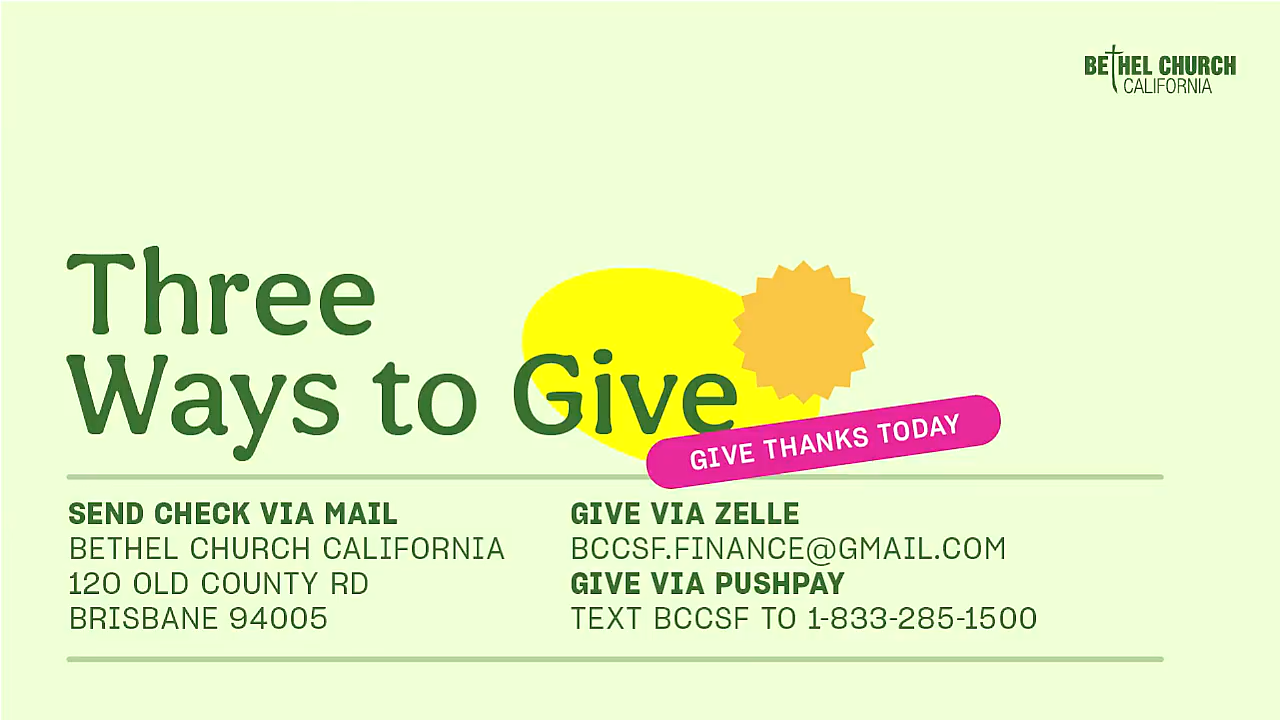 BETHEL CHURCH
CALIFORNIA
Three
Ways to Give
GIVE THANKS TODAY
SEND CHECK VIA MAIL
BETHEL CHURCH CALIFORNIA
120 OLD COUNTY RD
BRISBANE 94005
GIVE VIA ZELLE
BCCSF.FINANCE@GMAIL.COM
GIVE VIA PUSHPAY
TEXT BCCSF TO 1-833-285-1500